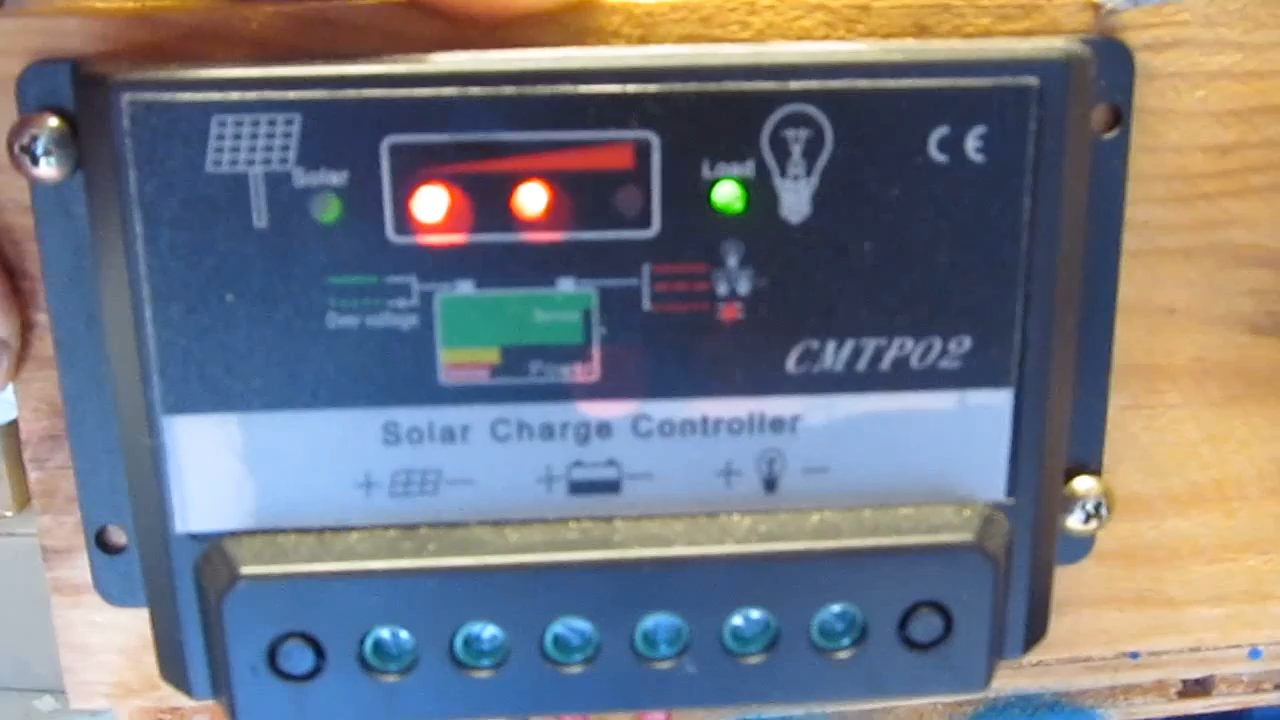 Solar
Load
CE
Over voltage
CMTP02
Solar Charge Controller
+ - + - + -